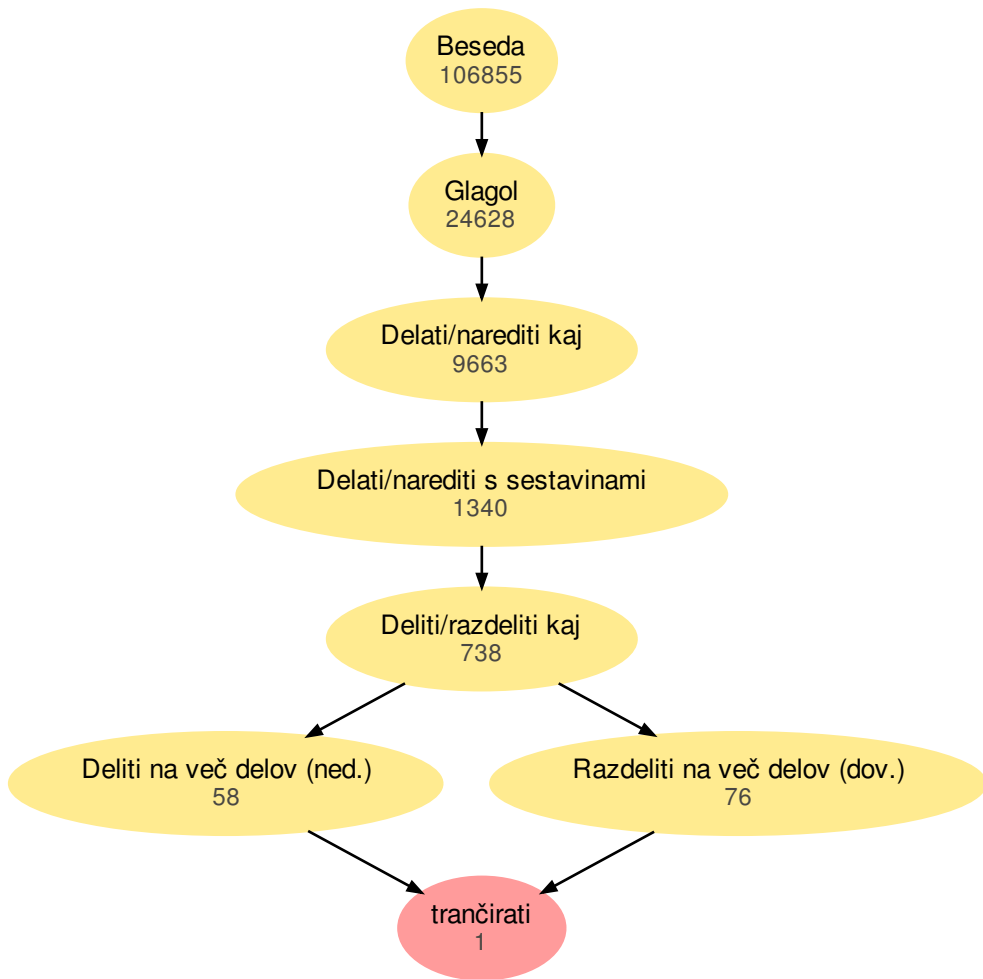 Beseda
106855
Glagol
24628
Delati/narediti kaj
9663
Delati/narediti s sestavinami
1340
Deliti/razdeliti kaj
738
Deliti na več delov (ned.)
58
Razdeliti na več delov (dov.)
76
trančirati
1